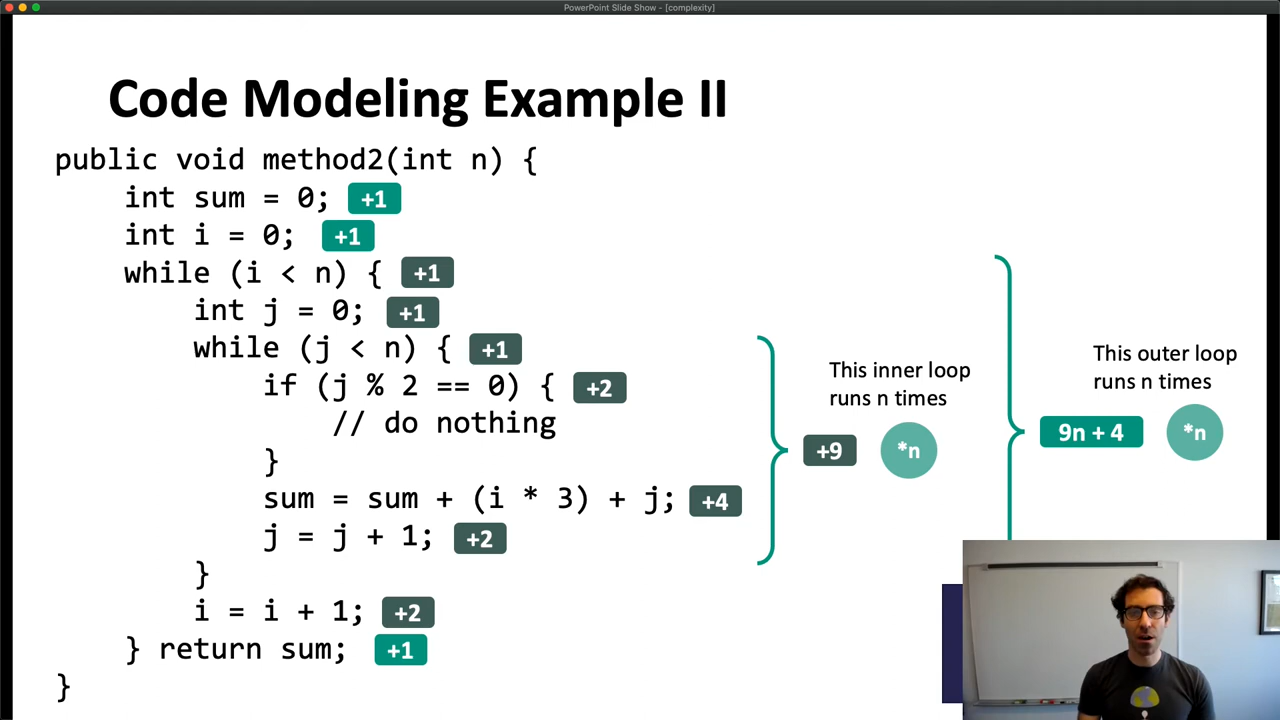 PowerPoint Slide Show - [complexity]
Code Modeling Example II
public void method2(int n) {
int sum = 0; +1
int i = 0; +1
while (i < n) { +1
int j = 0; +1
while (j < n) { +1
if (j % 2 == 0) { +2
// do nothing
}
sum = sum + (i * 3) + j; +4
j = j + 1; +2
}
i = i + 1; +2
} return sum; +1
}
This inner loop
runs n times
+9 *n
This outer loop
runs n times
9n + 4 *n